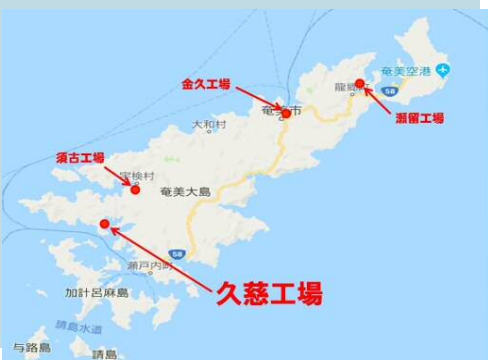 奄美空港
金久工場
龍郷町
58
奄美市
瀬留工場
大和村
須古工場
宇検村
奄美大島
58
瀬戸内町
久慈工場
加計呂麻島
請島水道
与路島
請島